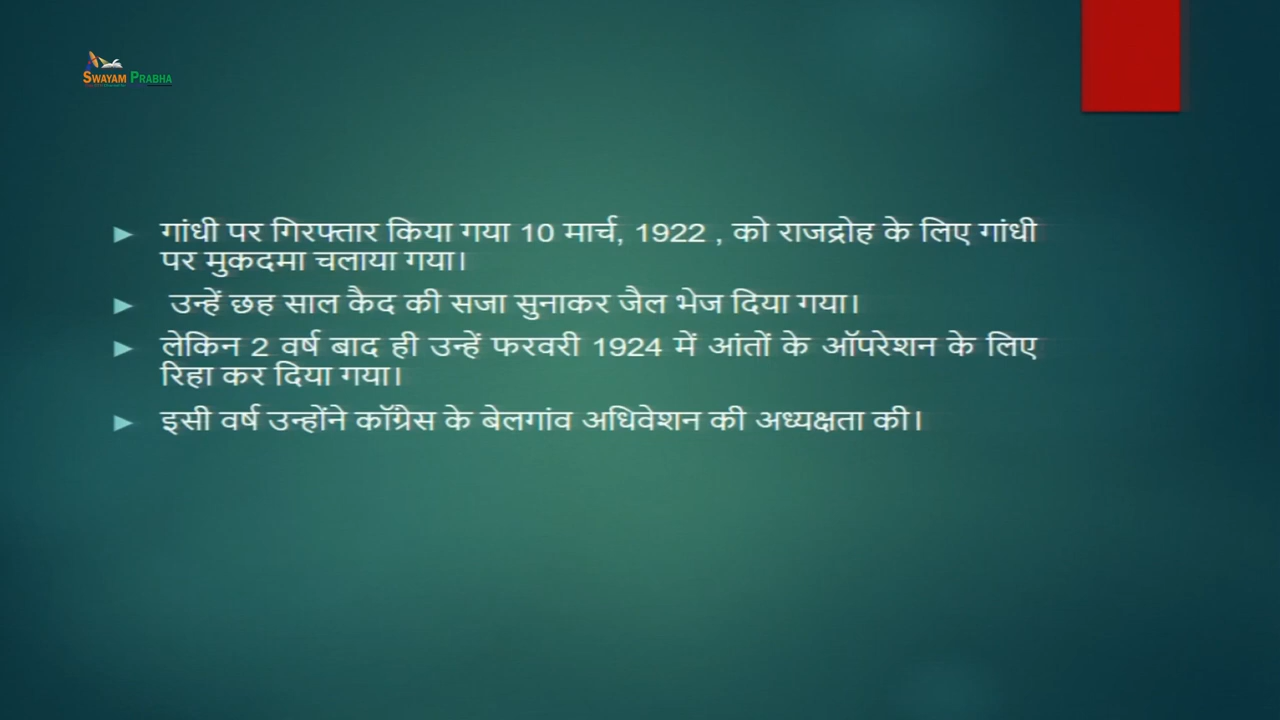 SWAYAM PRABHA
गांधी पर गिरफ्तार किया गया 10 मार्च, 1922 , को राजद्रोह के लिए गांधी
पर मुकदमा चलाया गया।
उन्हें छह साल कैद की सजा सुनाकर जैल भेज दिया गया।
लेकिन 2 वर्ष बाद ही उन्हें फरवरी 1924 में आंतों के ऑपरेशन के लिए
रिहा कर दिया गया।
इसी वर्ष उन्होंने कॉंग्रेस के बेलगांव अधिवेशन की अध्यक्षता की।